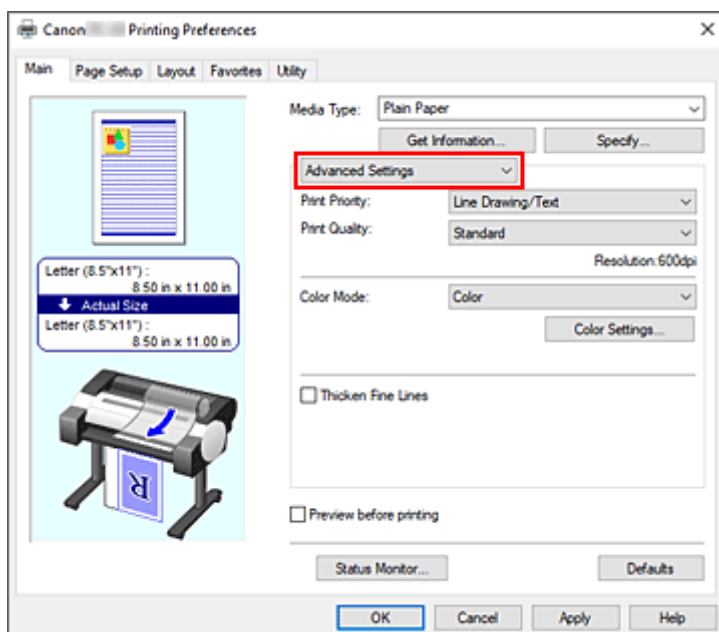 Canon Printing Preferences
Main Page Setup Layout Favorites Utility
Media Type: Plain Paper
Get Information... Specify...
Advanced Settings
Print Priority: Line Drawing/Text
Print Quality: Standard
Resolution:600dpi
Letter (8.5"x11") :
8.50 in x 11.00 in
Actual Size
Letter (8.5"x11") :
8.50 in x 11.00 in
Color Mode: Color
Color Settings...
Thicken Fine Lines
R
Preview before printing
Status Monitor... Defaults
OK Cancel Apply Help